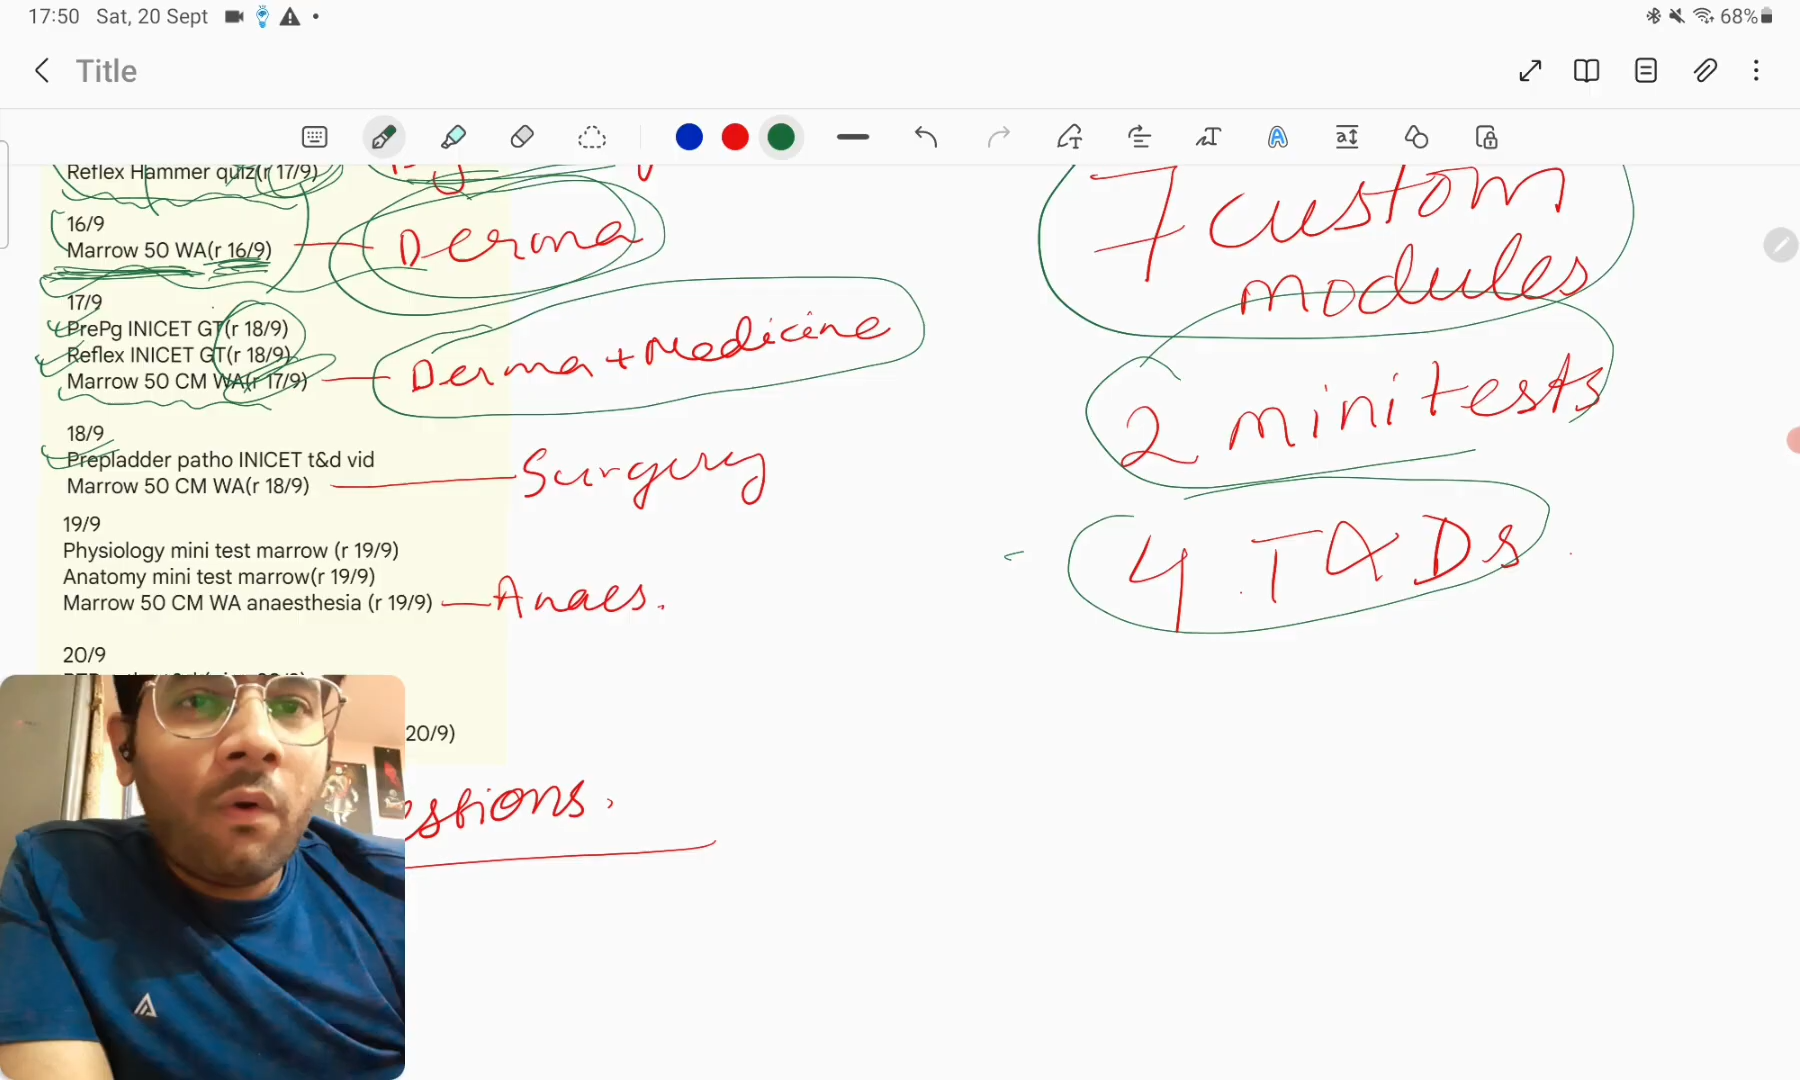 17:50 Sat, 20 Sept
68%
Title
Reflex Hammer quiz(r 17/9)
16/9
Marrow 50 WA(r 16/9) Derma
17/9
PrePg INICET GT(r 18/9)
Reflex INICET GT(r 18/9)
Marrow 50 CM WA(r 17/9) Derma + Medicine
18/9
Prepladder patho INICET t&d vid
Marrow 50 CM WA(r 18/9) Surgery
19/9
Physiology mini test marrow (r 19/9)
Anatomy mini test marrow(r 19/9)
Marrow 50 CM WA anaesthesia (r 19/9) Anaes.
20/9
20/9)
estions.
7 custom
modules
2 mini tests
4 T&Ds